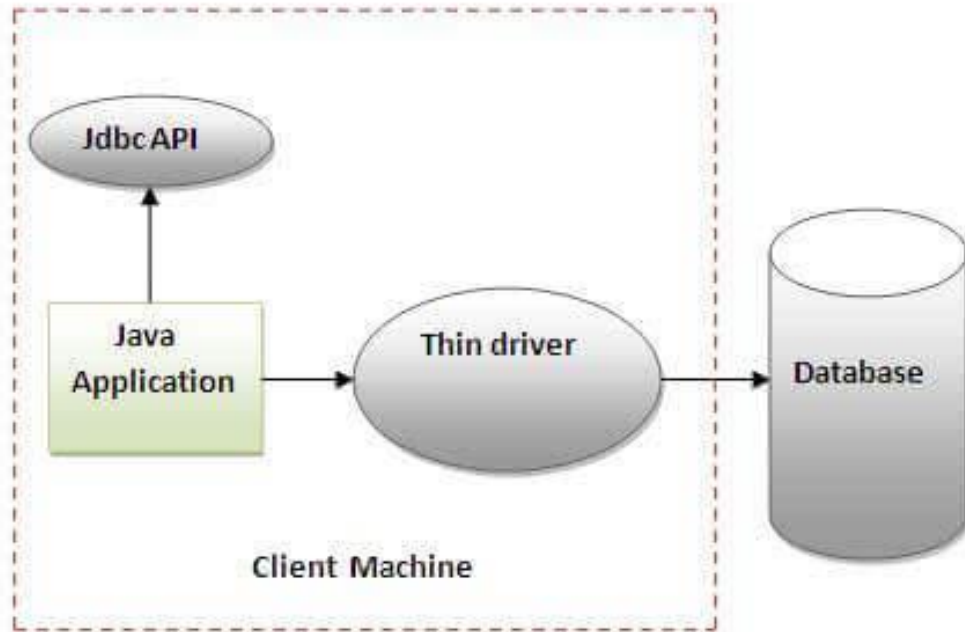 Jdbc API
Java
Application
Thin driver
Database
Client Machine